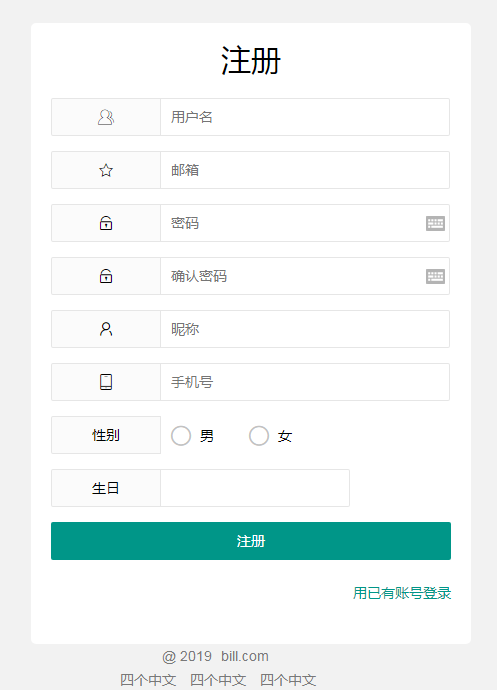 注册
用户名
邮箱
密码
确认密码
昵称
手机号
性别 男 女
生日
注册
用已有账号登录
@ 2019 bill.com
四个中文 四个中文 四个中文